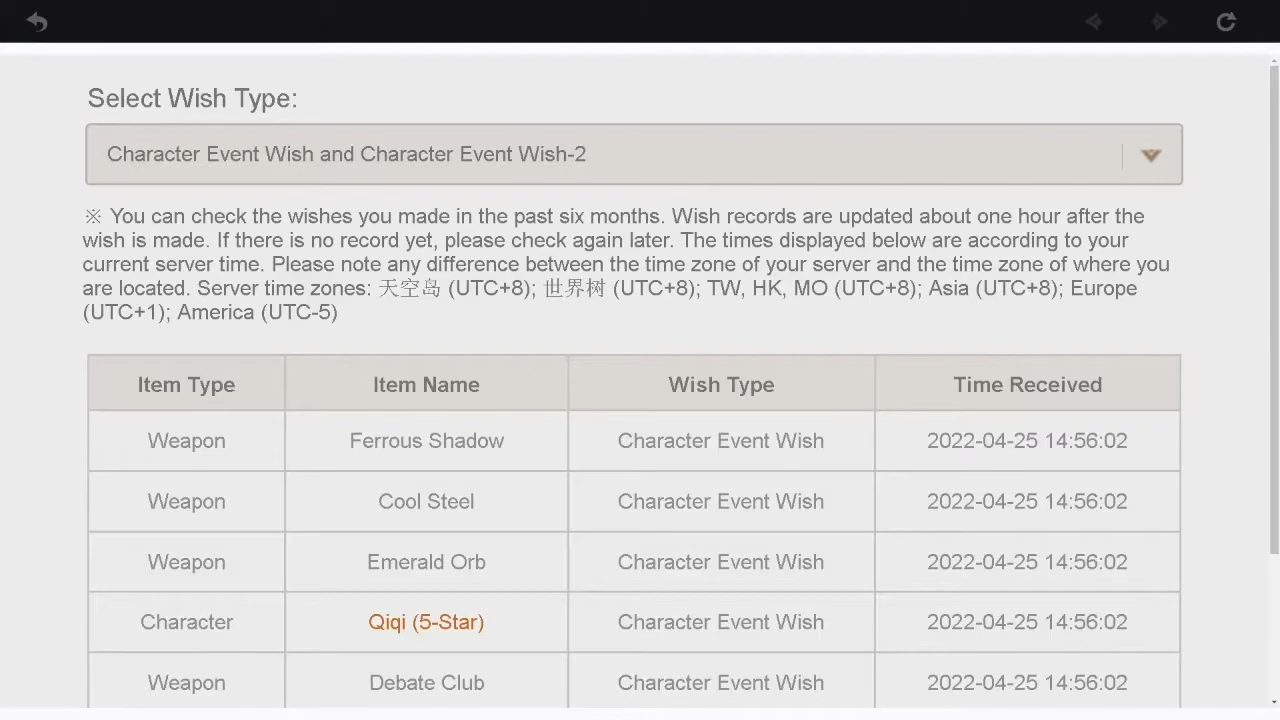 Select Wish Type:
Character Event Wish and Character Event Wish-2
※ You can check the wishes you made in the past six months. Wish records are updated about one hour after the
wish is made. If there is no record yet, please check again later. The times displayed below are according to your
current server time. Please note any difference between the time zone of your server and the time zone of where you
are located. Server time zones: 天空岛 (UTC+8); 世界树 (UTC+8); TW, HK, MO (UTC+8); Asia (UTC+8); Europe
(UTC+1); America (UTC-5)
Item Type Item Name Wish Type Time Received
Weapon Ferrous Shadow Character Event Wish 2022-04-25 14:56:02
Weapon Cool Steel Character Event Wish 2022-04-25 14:56:02
Weapon Emerald Orb Character Event Wish 2022-04-25 14:56:02
Character Qiqi (5-Star) Character Event Wish 2022-04-25 14:56:02
Weapon Debate Club Character Event Wish 2022-04-25 14:56:02